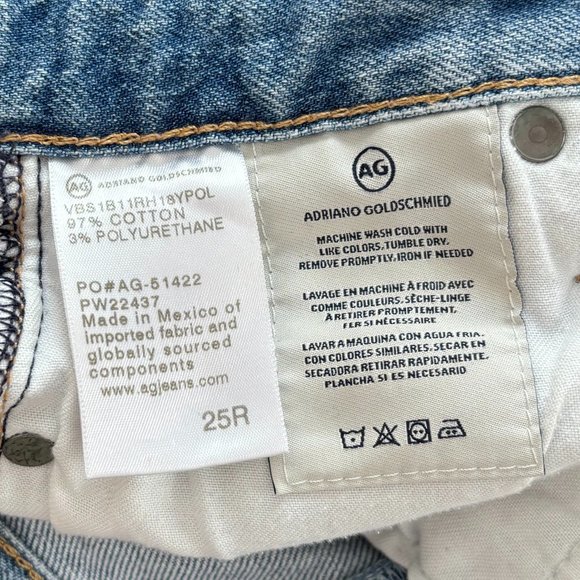 AG
ADRIANO GOLDSCHMIED
VBS1B11RH18YPOL
97% COTTON
3% POLYURETHANE
PO#AG-51422
PW22437
Made in Mexico of
imported fabric and
globally sourced
components
www.agjeans.com
25R
AG
ADRIANO GOLDSCHMIED
MACHINE WASH COLD WITH
LIKE COLORS, TUMBLE DRY.
REMOVE PROMPTLY, IRON IF NEEDED
LAVAGE EN MACHINE À FROID AVEC
COMME COULEURS, SÈCHE-LINGE
À RETIRER PROMPTEMENT,
FER SI NÉCESSAIRE
LAVAR A MAQUINA CON AGUA FRIA.
CON COLORES SIMILARES, SECAR EN
SECADORA RETIRAR RAPIDAMENTE.
PLANCHA SI ES NECESARIO